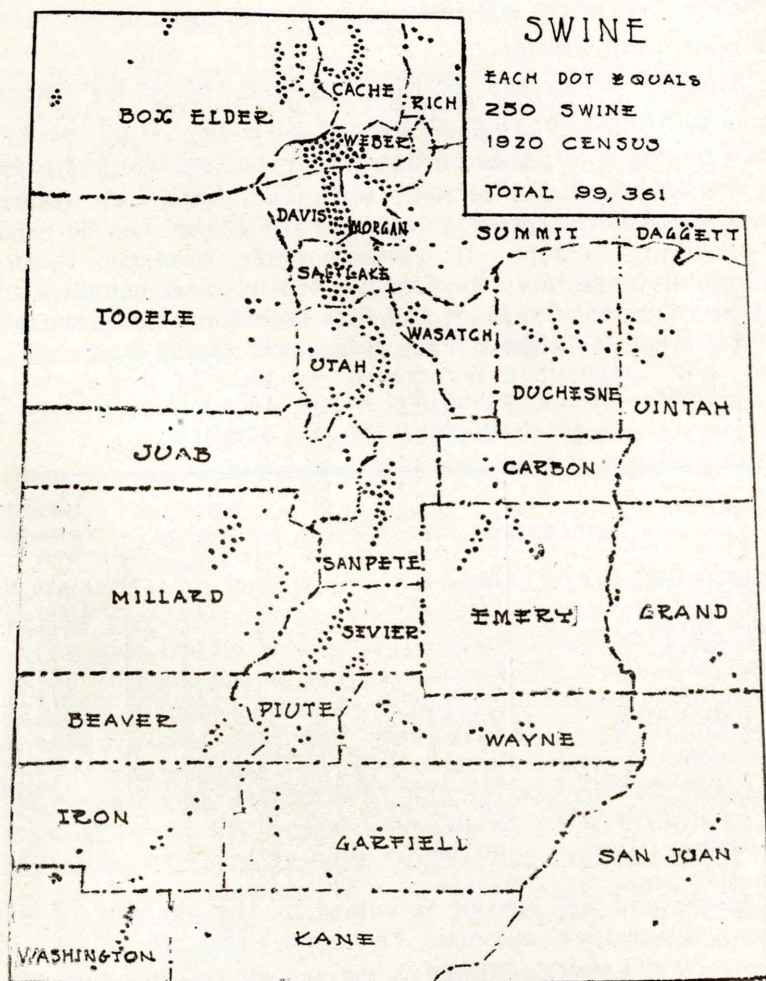 SWINE
EACH DOT EQUALS
250 SWINE
1920 CENSUS
TOTAL 99,361
BOX ELDER
CACHE
RICH
WEBER
DAVIS
MORGAN
SUMMIT
DAGGETT
SALT LAKE
TOOELE
WASATCH
UTAH
DUCHESNE
UINTAH
JUAB
CARBON
SANPETE
MILLARD
EMERY
GRAND
SEVIER
BEAVER
PIUTE
WAYNE
IRON
GARFIELL
SAN JUAN
KANE
WASHINGTON